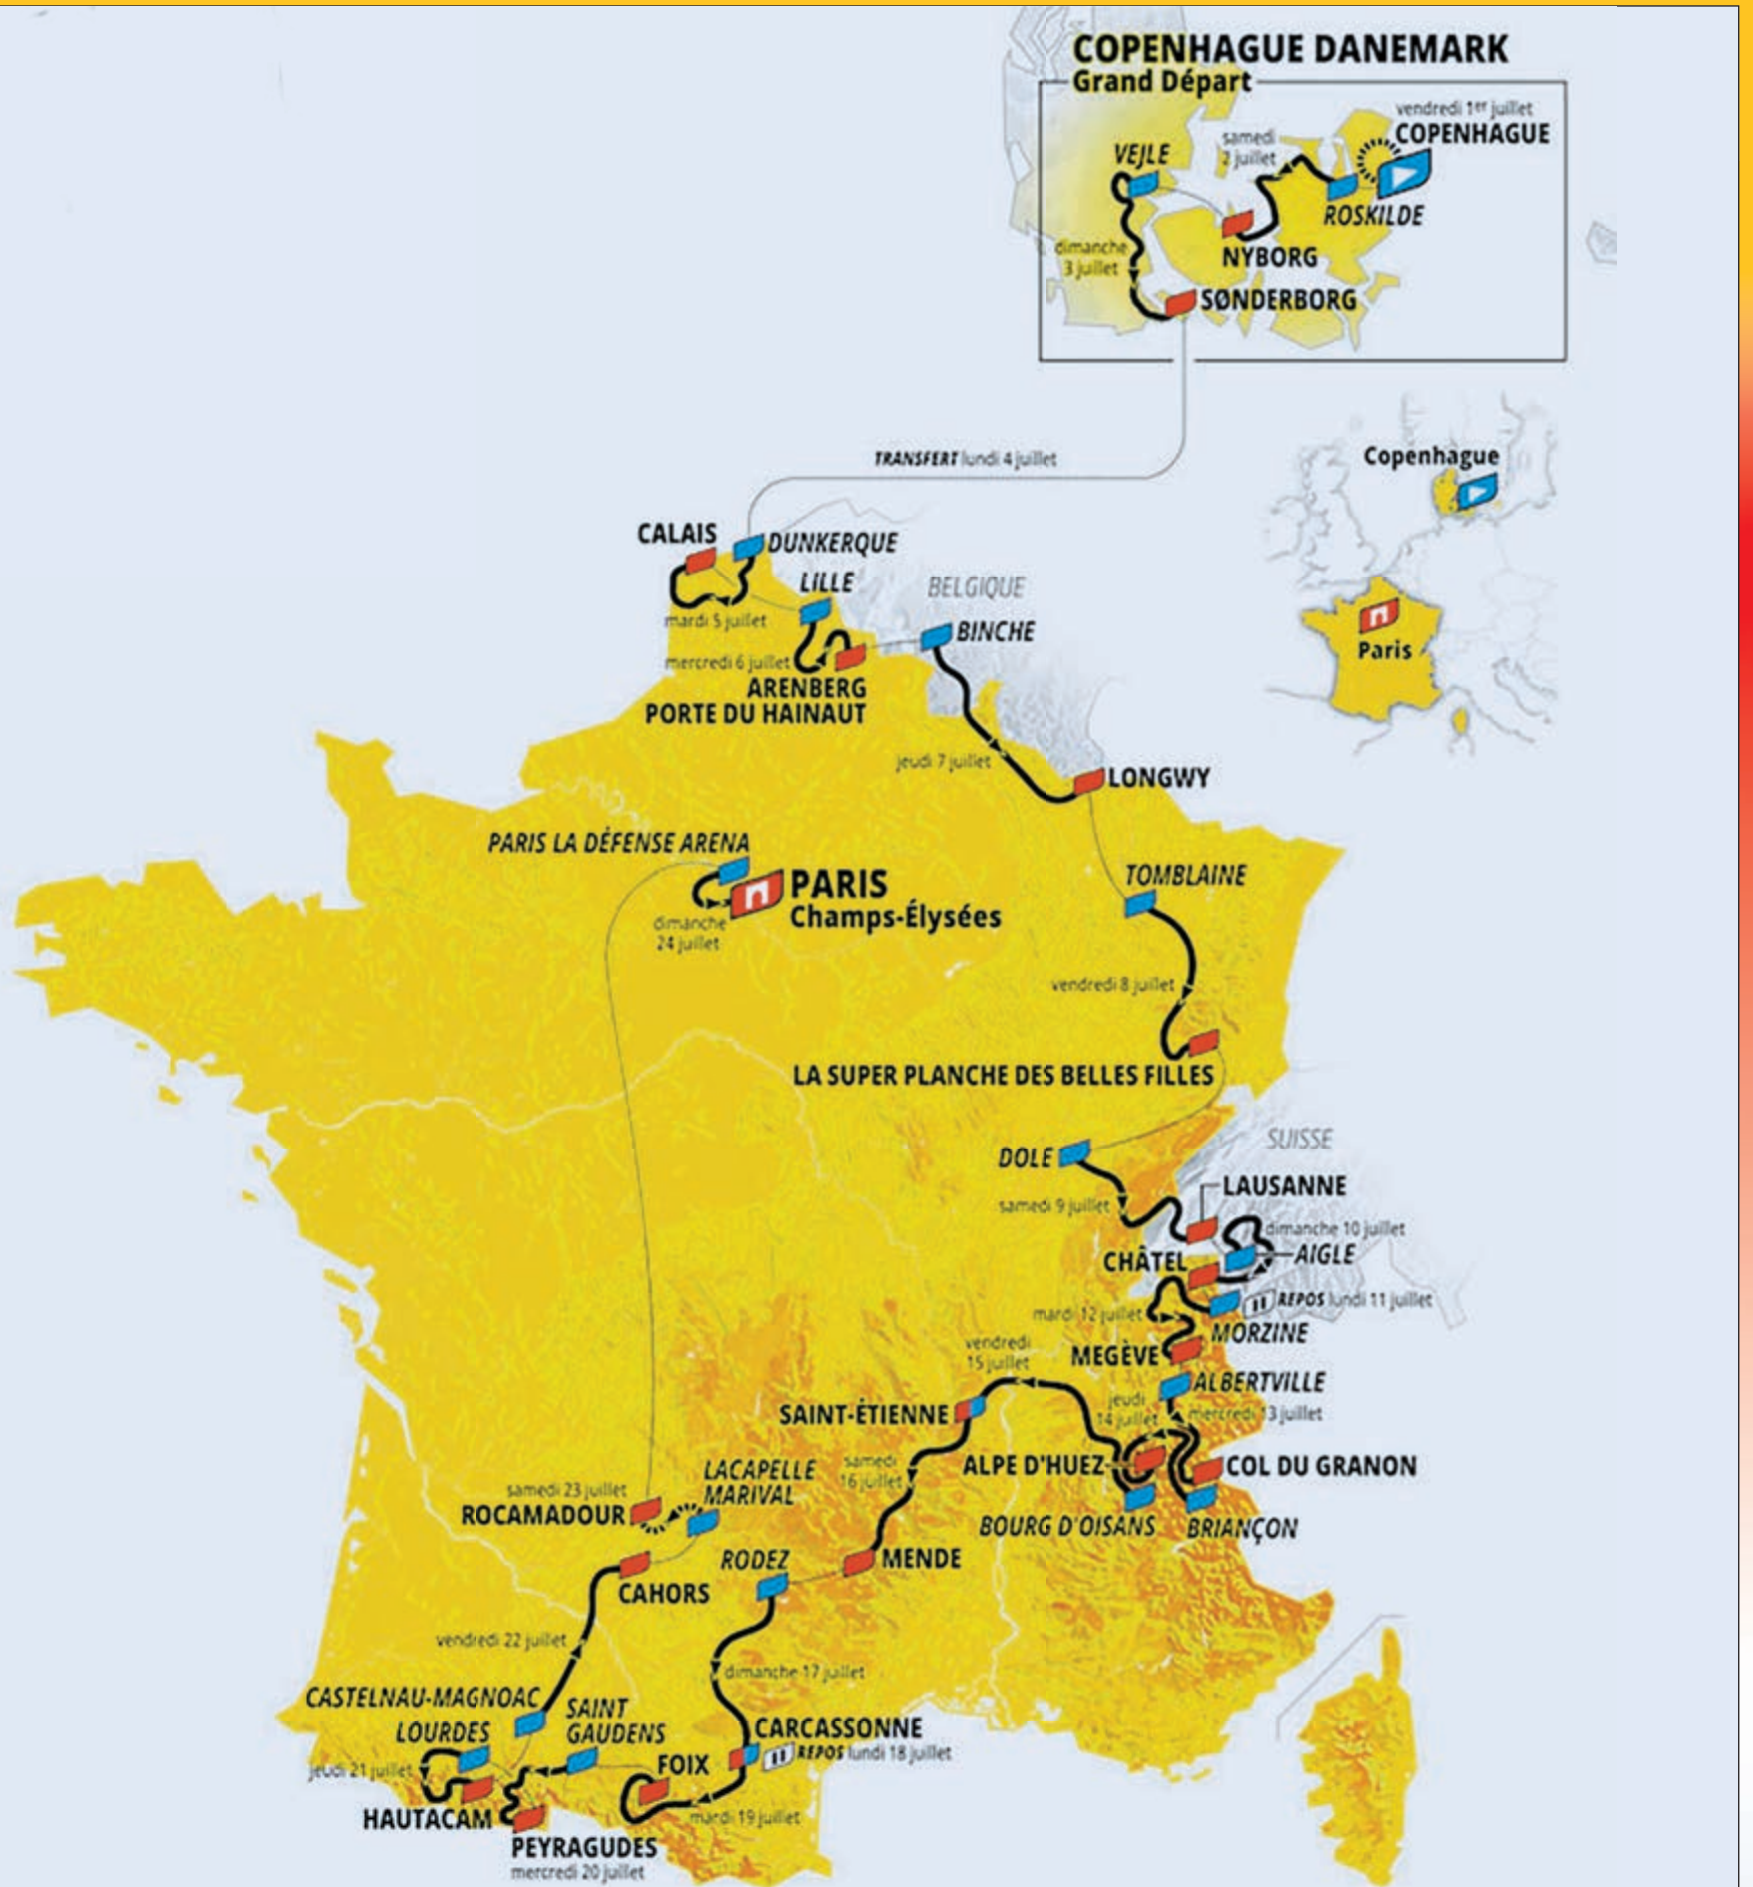 COPENHAGUE DANEMARK
Grand Départ
vendredi 1er juillet
COPENHAGUE
samedi
2 juillet
VEJLE
ROSKILDE
NYBORG
dimanche
3 juillet
SØNDERBORG
TRANSFERT lundi 4 juillet
Copenhague
Paris
CALAIS
DUNKERQUE
LILLE
mardi 5 juillet
BELGIQUE
BINCHE
mercredi 6 juillet
ARENBERG
PORTE DU HAINAUT
jeudi 7 juillet
LONGWY
PARIS LA DÉFENSE ARENA
PARIS
Champs-Élysées
dimanche
24 juillet
TOMBLAINE
vendredi 8 juillet
LA SUPER PLANCHE DES BELLES FILLES
DOLE
SUISSE
samedi 9 juillet
LAUSANNE
dimanche 10 juillet
AIGLE
CHÂTEL
REPOS lundi 11 juillet
mardi 12 juillet
MORZINE
MEGÈVE
vendredi
15 juillet
ALBERTVILLE
jeudi
14 juillet
mercredi 13 juillet
SAINT-ÉTIENNE
ALPE D'HUEZ
COL DU GRANON
samedi
16 juillet
LACAPELLE
MARIVAL
samedi 23 juillet
ROCAMADOUR
BOURG D'OISANS
BRIANÇON
RODEZ
MENDE
CAHORS
vendredi 22 juillet
dimanche 17 juillet
CASTELNAU-MAGNOAC
LOURDES
SAINT
GAUDENS
CARCASSONNE
REPOS lundi 18 juillet
FOIX
jeudi 21 juillet
HAUTACAM
mardi 19 juillet
PEYRAGUDES
mercredi 20 juillet